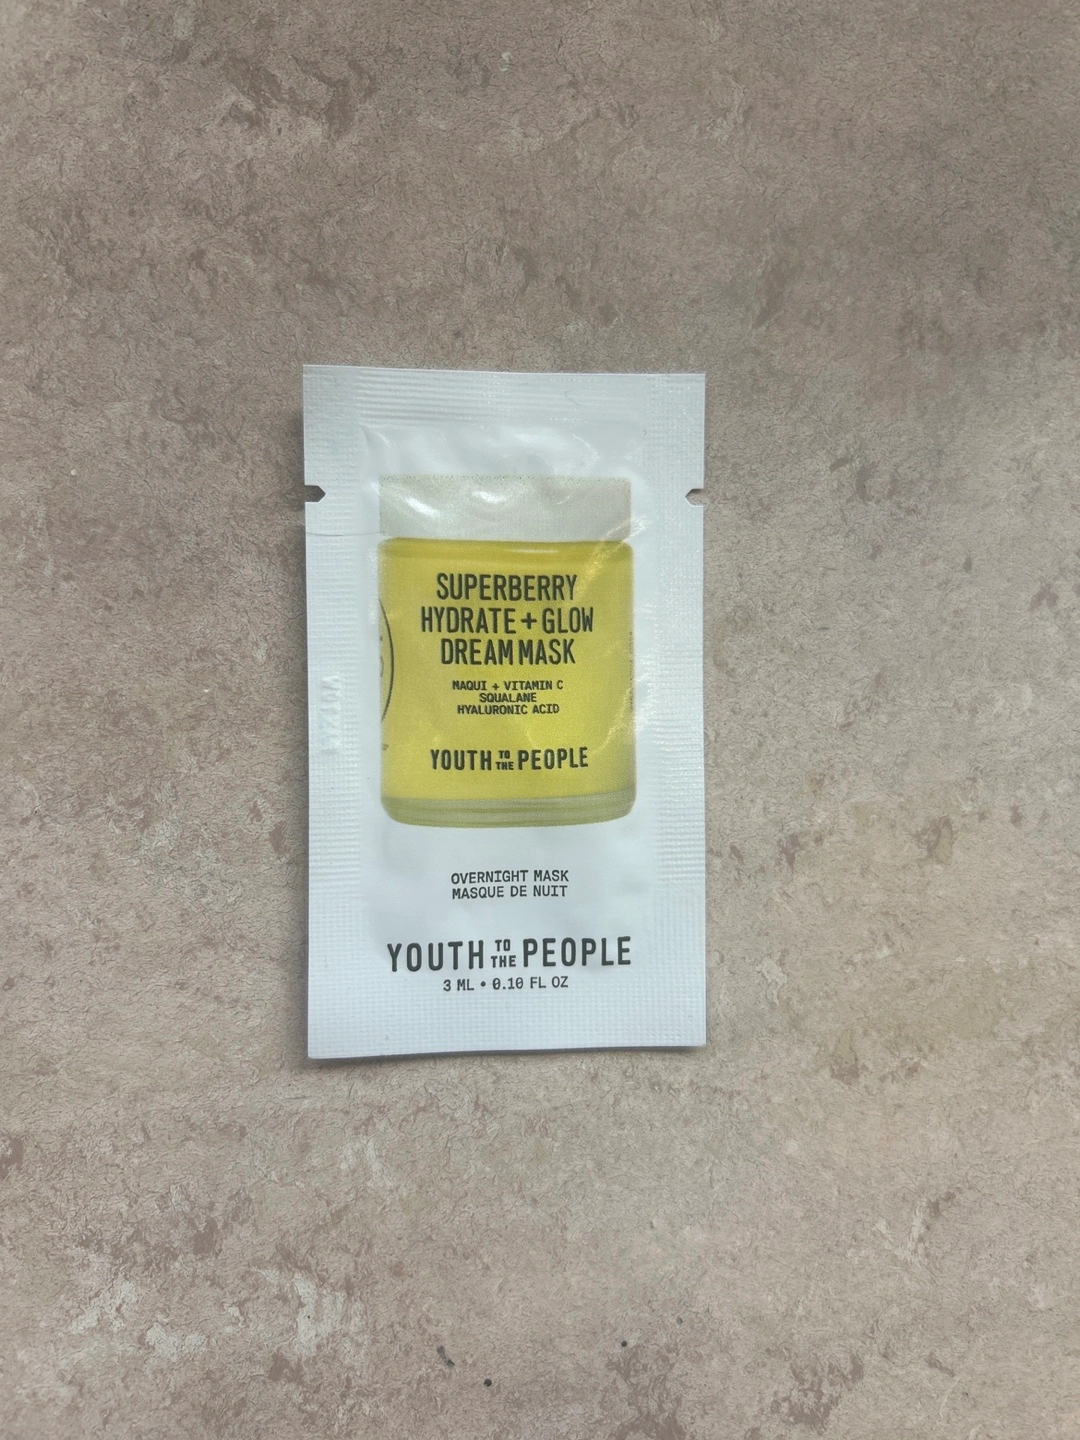 SUPERBERRY
HYDRATE + GLOW
DREAM MASK
MAQUI + VITAMIN C
SQUALANE
HYALURONIC ACID
YOUTH TO THE PEOPLE
OVERNIGHT MASK
MASQUE DE NUIT
YOUTH TO THE PEOPLE
3 ML • 0.10 FL OZ